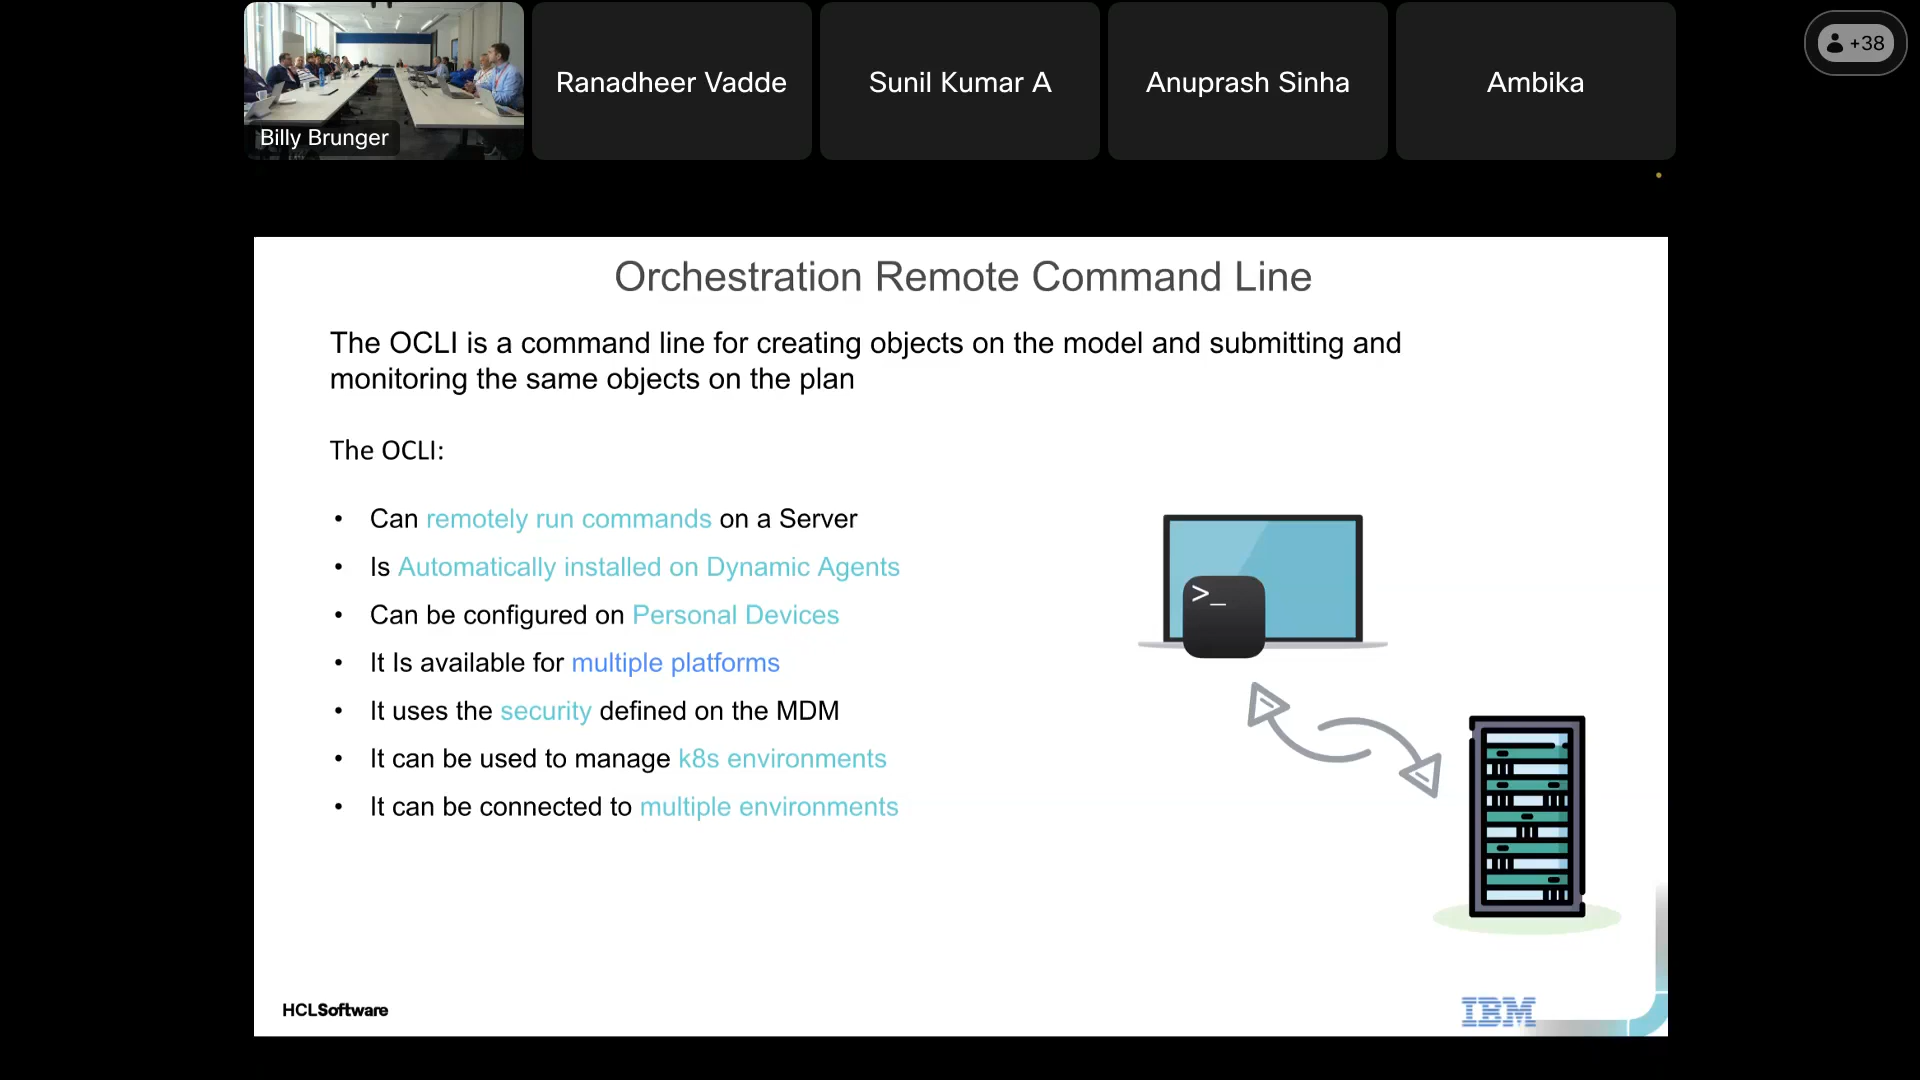 Billy Brunger
Ranadheer Vadde
Sunil Kumar A
Anuprash Sinha
Ambika
+38
Orchestration Remote Command Line
The OCLI is a command line for creating objects on the model and submitting and
monitoring the same objects on the plan
The OCLI:
• Can remotely run commands on a Server
• Is Automatically installed on Dynamic Agents
• Can be configured on Personal Devices
• It Is available for multiple platforms
• It uses the security defined on the MDM
• It can be used to manage k8s environments
• It can be connected to multiple environments
>_
HCLSoftware
IBM